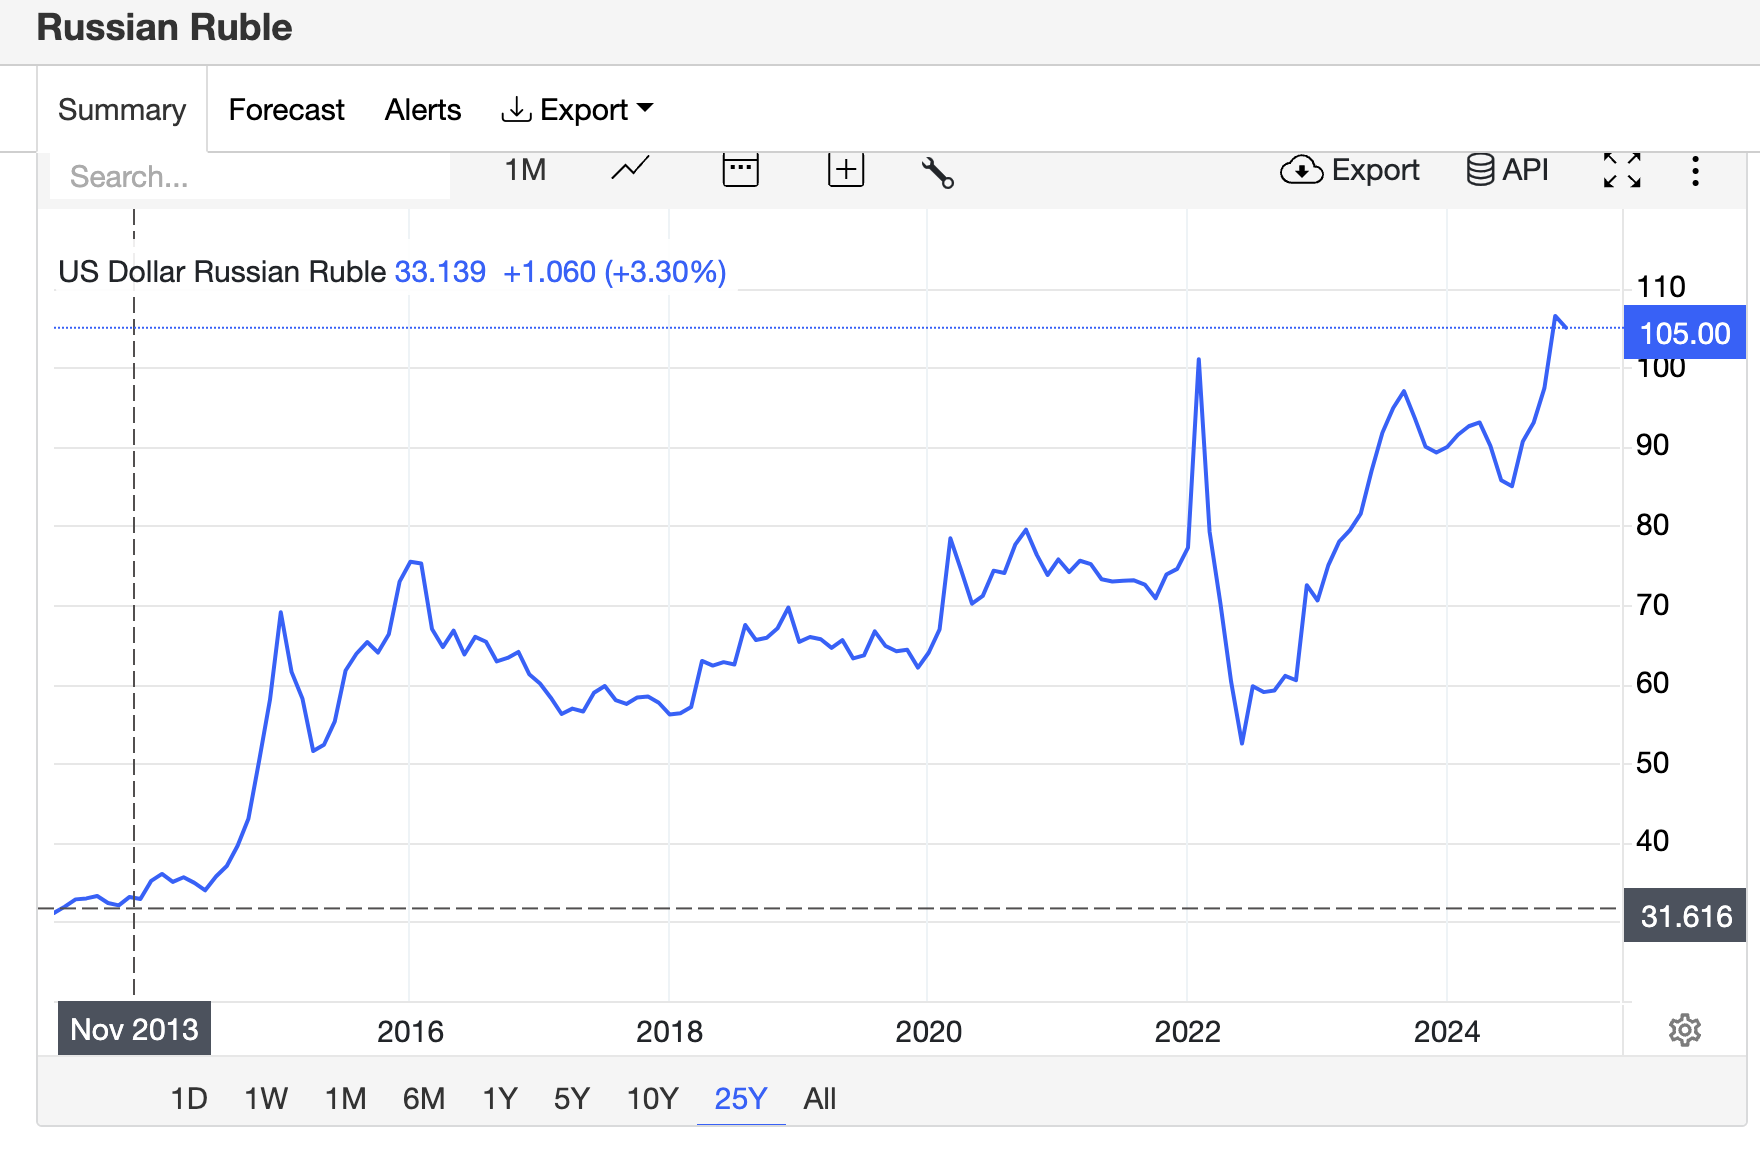 Russian Ruble
Summary Forecast Alerts Export
Search... 1M Export API
US Dollar Russian Ruble 33.139 +1.060 (+3.30%)
110
105.00
100
90
80
70
60
50
40
31.616
Nov 2013 2016 2018 2020 2022 2024
1D 1W 1M 6M 1Y 5Y 10Y 25Y All